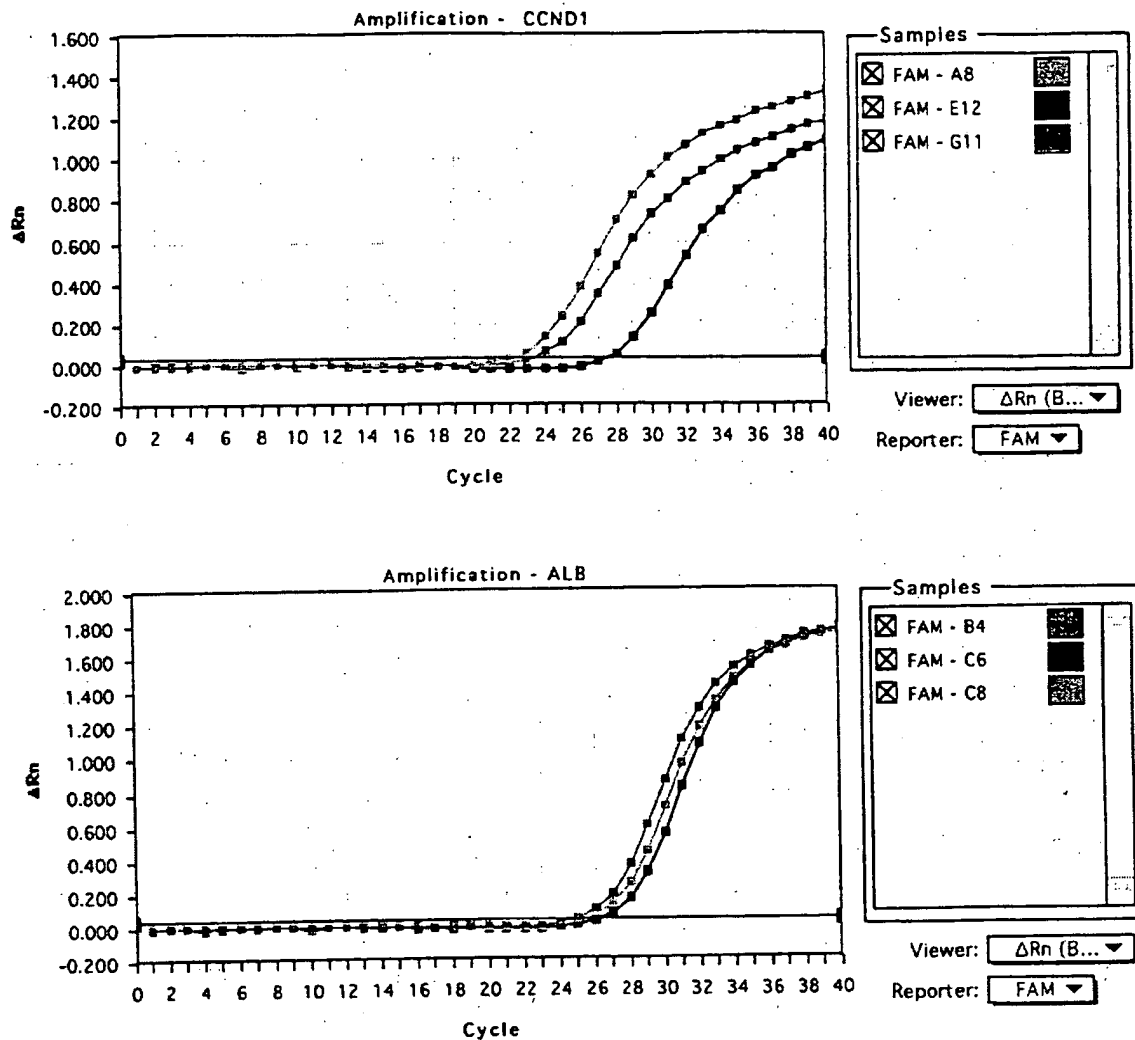 Amplification - CCND1
1.600
1.400
1.200
1.000
0.800
0.600
0.400
0.200
0.000
-0.200
ΔRn
0 2 4 6 8 10 12 14 16 18 20 22 24 26 28 30 32 34 36 38 40
Cycle
Samples
FAM - A8
FAM - E12
FAM - G11
Viewer: ΔRn (B... ▼
Reporter: FAM ▼
Amplification - ALB
2.000
1.800
1.600
1.400
1.200
1.000
0.800
0.600
0.400
0.200
0.000
-0.200
ΔRn
0 2 4 6 8 10 12 14 16 18 20 22 24 26 28 30 32 34 36 38 40
Cycle
Samples
FAM - B4
FAM - C6
FAM - C8
Viewer: ΔRn (B... ▼
Reporter: FAM ▼